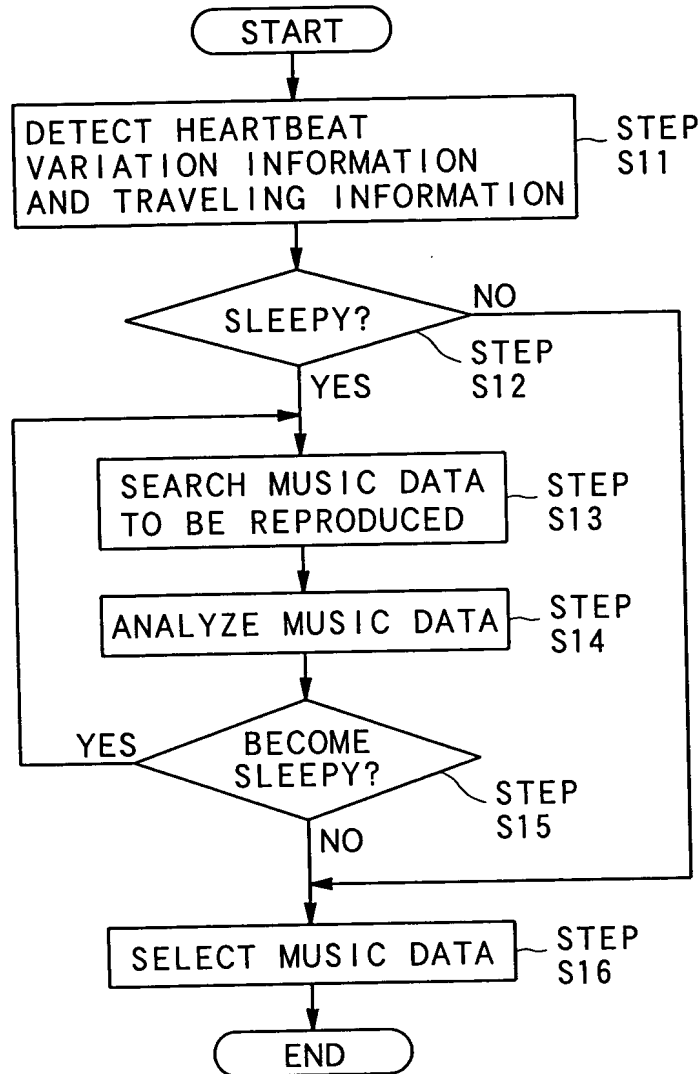 START
DETECT HEARTBEAT
VARIATION INFORMATION
AND TRAVELING INFORMATION
STEP
S11
SLEEPY?
NO
STEP
S12
YES
SEARCH MUSIC DATA
TO BE REPRODUCED
STEP
S13
ANALYZE MUSIC DATA
STEP
S14
YES
BECOME
SLEEPY?
STEP
S15
NO
SELECT MUSIC DATA
STEP
S16
END